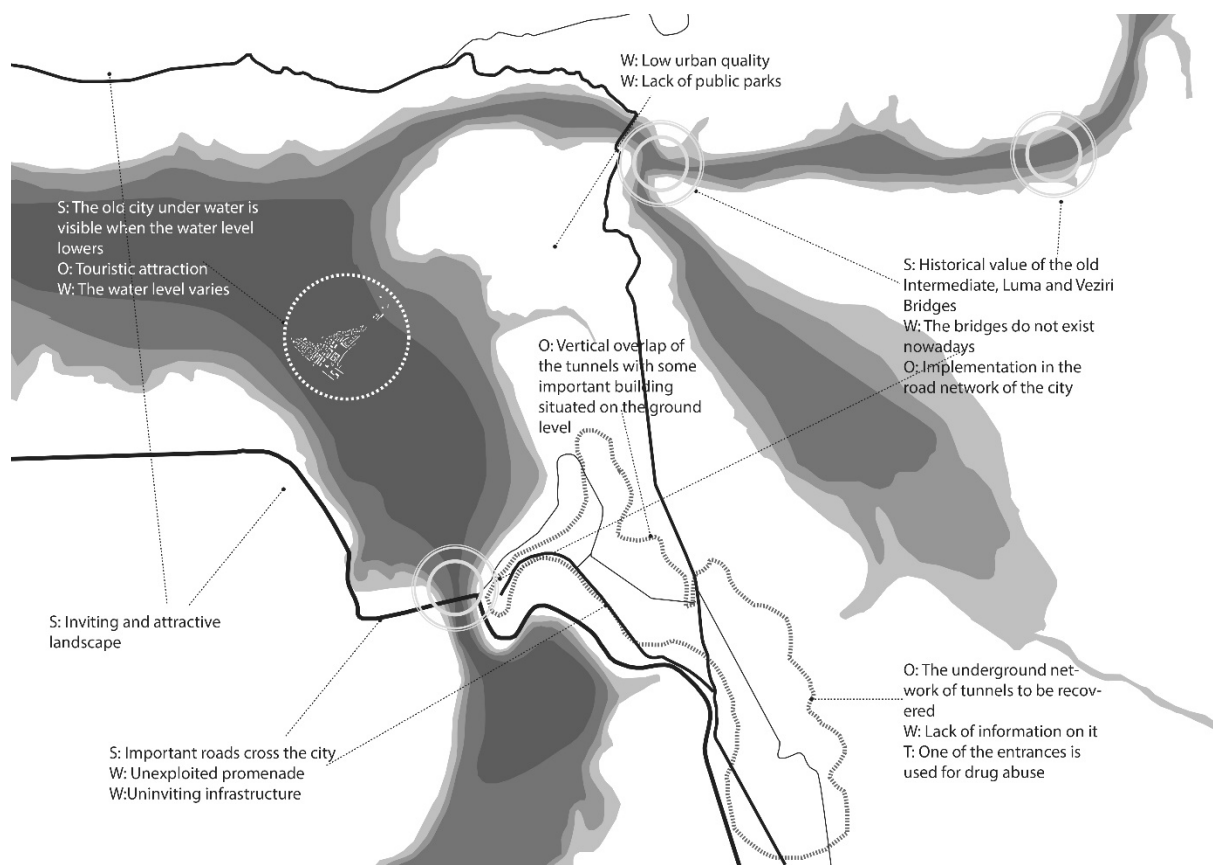 W: Low urban quality
W: Lack of public parks
S: The old city under water is
visible when the water level
lowers
O: Touristic attraction
W: The water level varies
S: Historical value of the old
Intermediate, Luma and Veziri
Bridges
W: The bridges do not exist
nowadays
O: Implementation in the
road network of the city
O: Vertical overlap of
the tunnels with some
important building
situated on the ground
level
S: Inviting and attractive
landscape
O: The underground net-
work of tunnels to be recov-
ered
W: Lack of information on it
T: One of the entrances is
used for drug abuse
S: Important roads cross the city
W: Unexploited promenade
W:Uninviting infrastructure